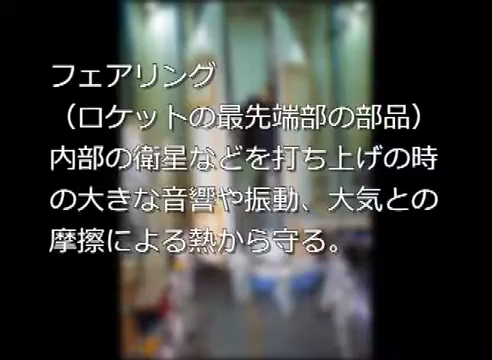 フェアリング
（ロケットの最先端部の部品）
内部の衛星などを打ち上げの時
の大きな音響や振動、大気との
摩擦による熱から守る。